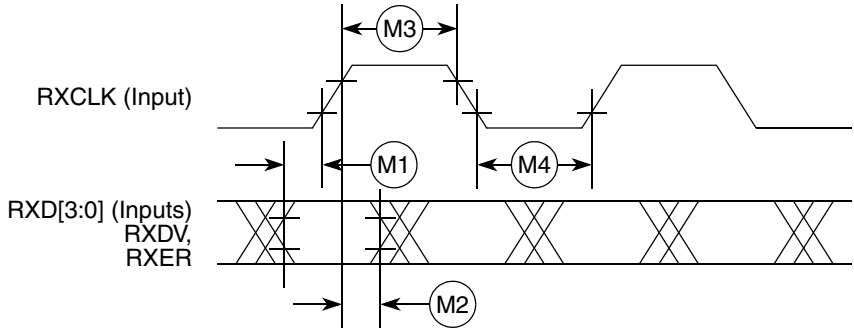 M3
RXCLK (Input)
M1
M4
RXD[3:0] (Inputs)
RXDV,
RXER
M2